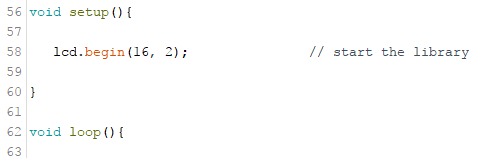 56 void setup(){
57
58    lcd.begin(16, 2);               // start the library
59
60 }
61
62 void loop(){
63